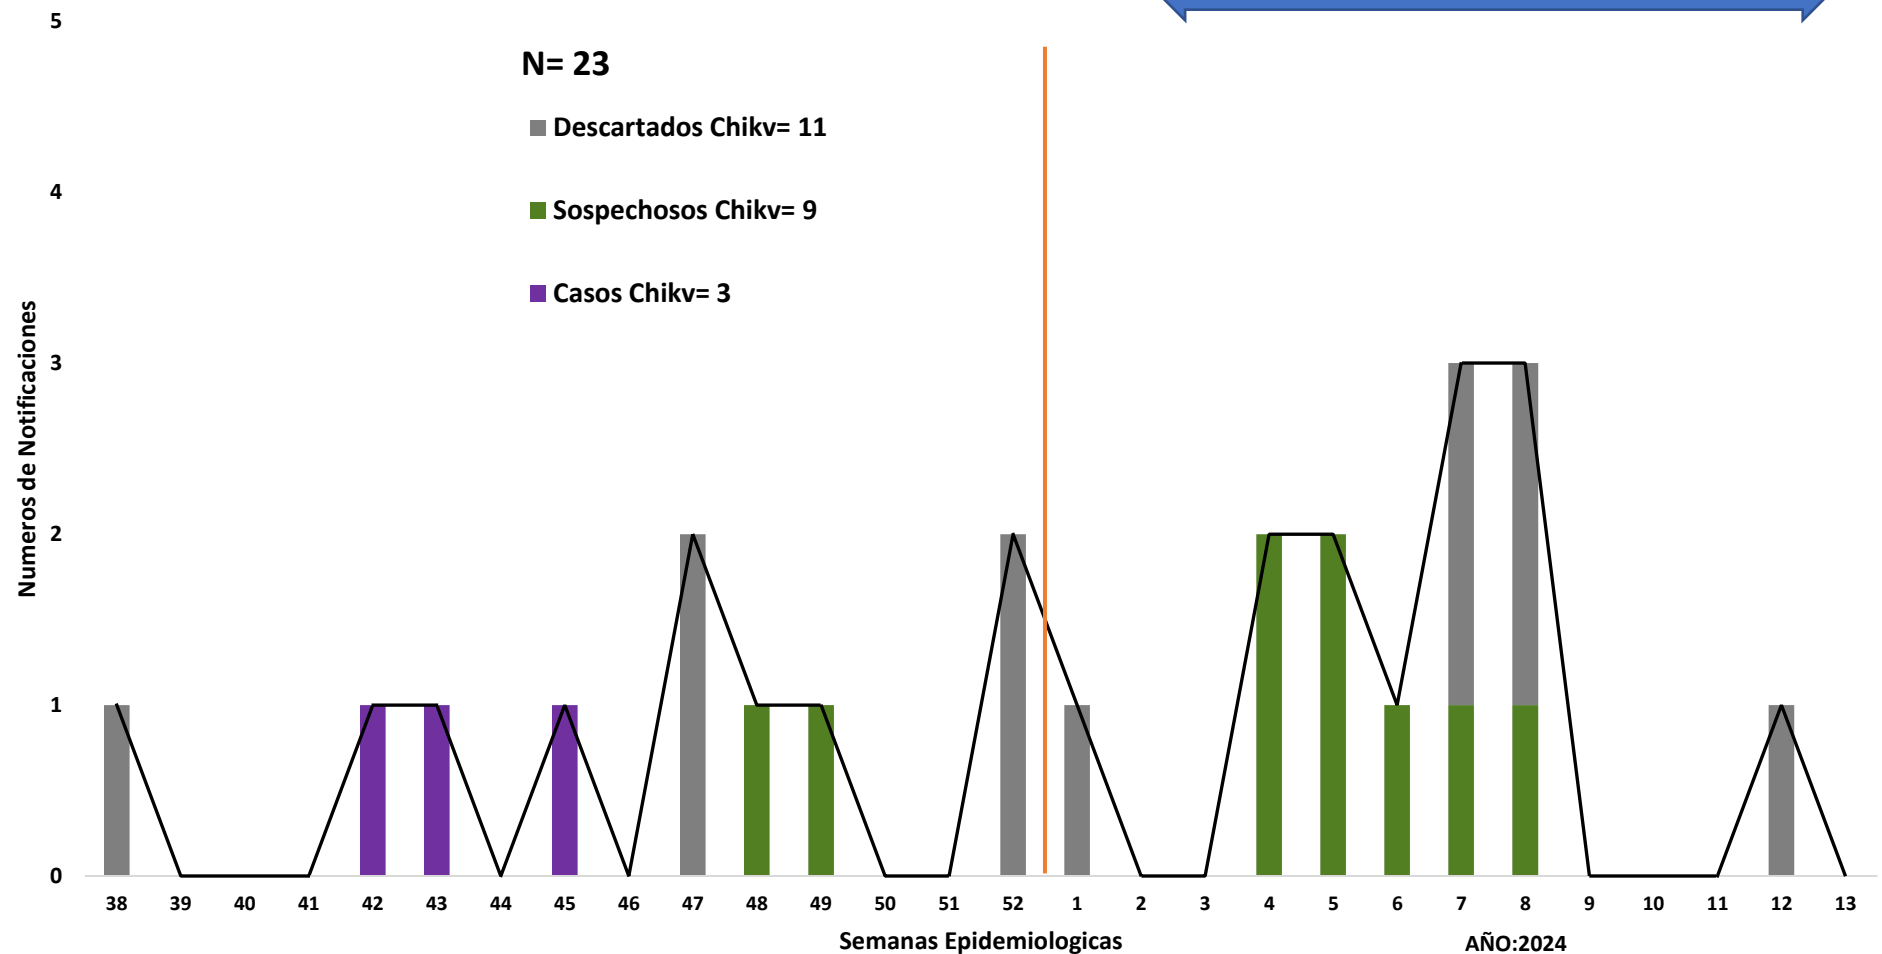 5
N= 23
Descartados Chikv= 11
4
Sospechosos Chikv= 9
Casos Chikv= 3
Numeros de Notificaciones
3
2
1
0
38 39 40 41 42 43 44 45 46 47 48 49 50 51 52 1 2 3 4 5 6 7 8 9 10 11 12 13
Semanas Epidemiologicas
AÑO:2024